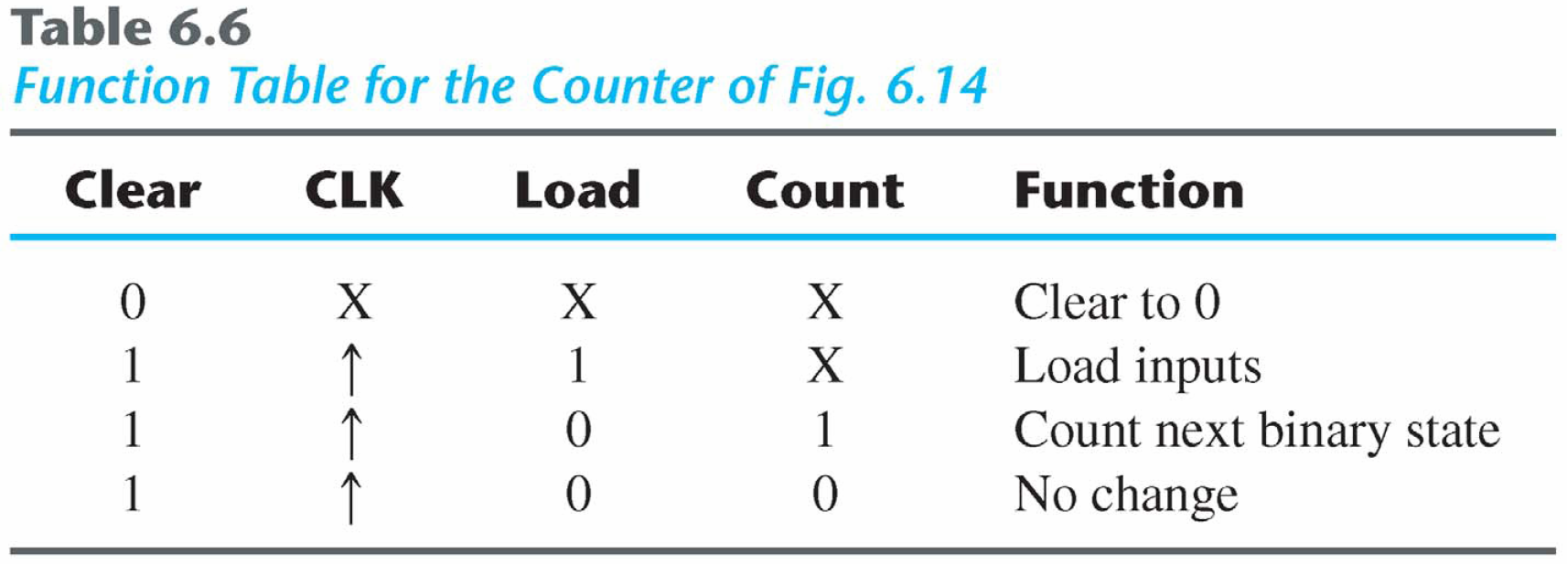 Table 6.6
Function Table for the Counter of Fig. 6.14
Clear CLK Load Count Function
0 X X X Clear to 0
1 ↑ 1 X Load inputs
1 ↑ 0 1 Count next binary state
1 ↑ 0 0 No change